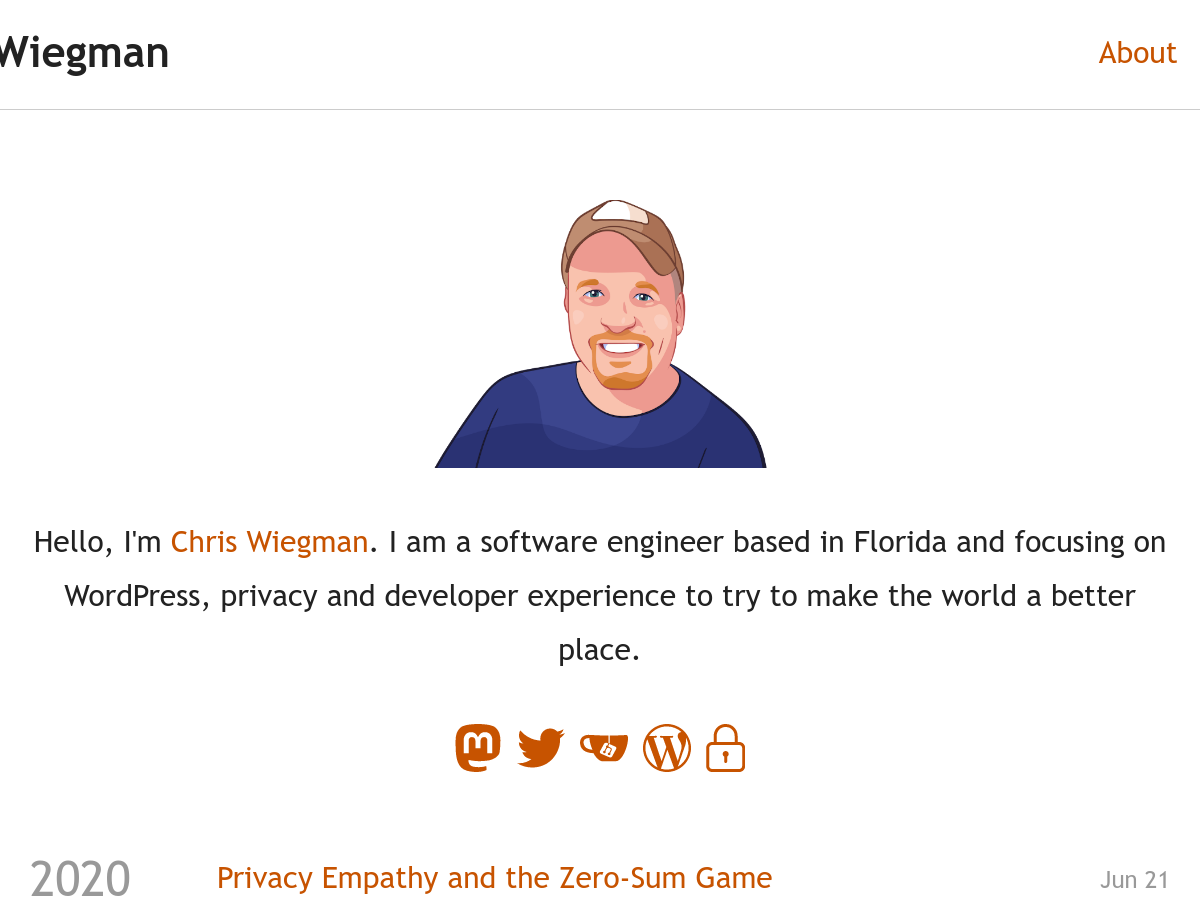 Wiegman
About
Hello, I'm Chris Wiegman. I am a software engineer based in Florida and focusing on
WordPress, privacy and developer experience to try to make the world a better
place.
2020
Privacy Empathy and the Zero-Sum Game
Jun 21